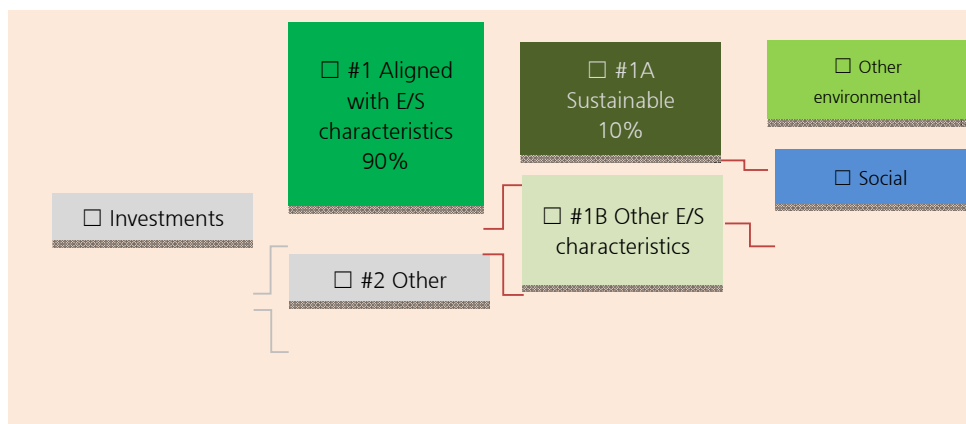 ☐ Investments
☐ #1 Aligned
with E/S
characteristics
90%
☐ #2 Other
☐ #1A
Sustainable
10%
☐ #1B Other E/S
characteristics
☐ Other
environmental
☐ Social